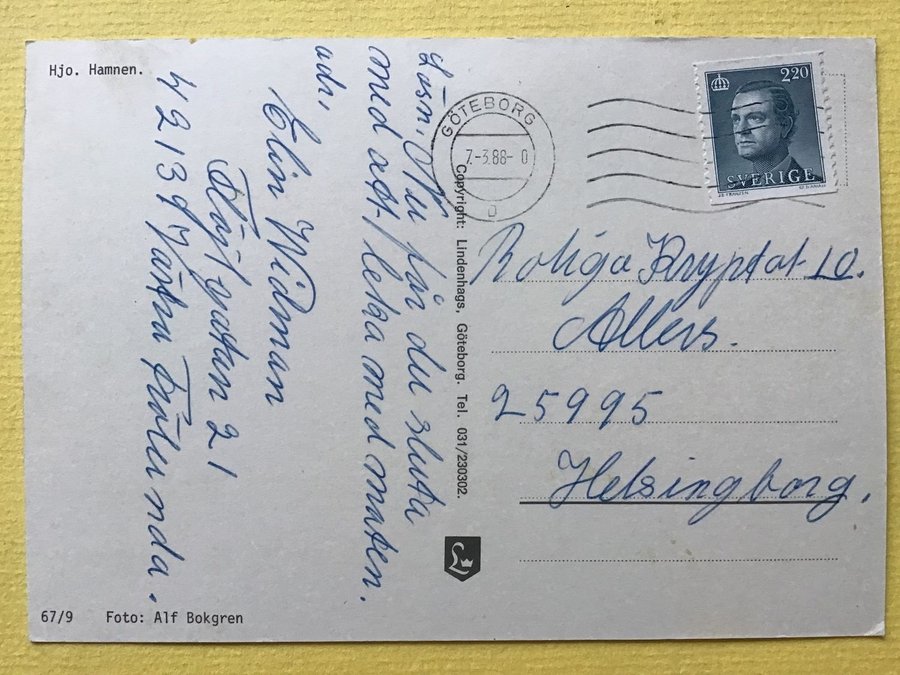 Hjo. Hamnen.
Lösn. Nu får du sluta
med att leka med maten.
adr.
Elin Widman
Flöjtgatan 21
42139 Västra Frölunda.
67/9 Foto: Alf Bokgren
Copyright: Lindenhags, Göteborg. Tel. 031/230302.
L
GÖTEBORG
7.-3.88- 0
2.20
SVERIGE
Roliga Kryptot 10.
Allers.
25995
Helsingborg.